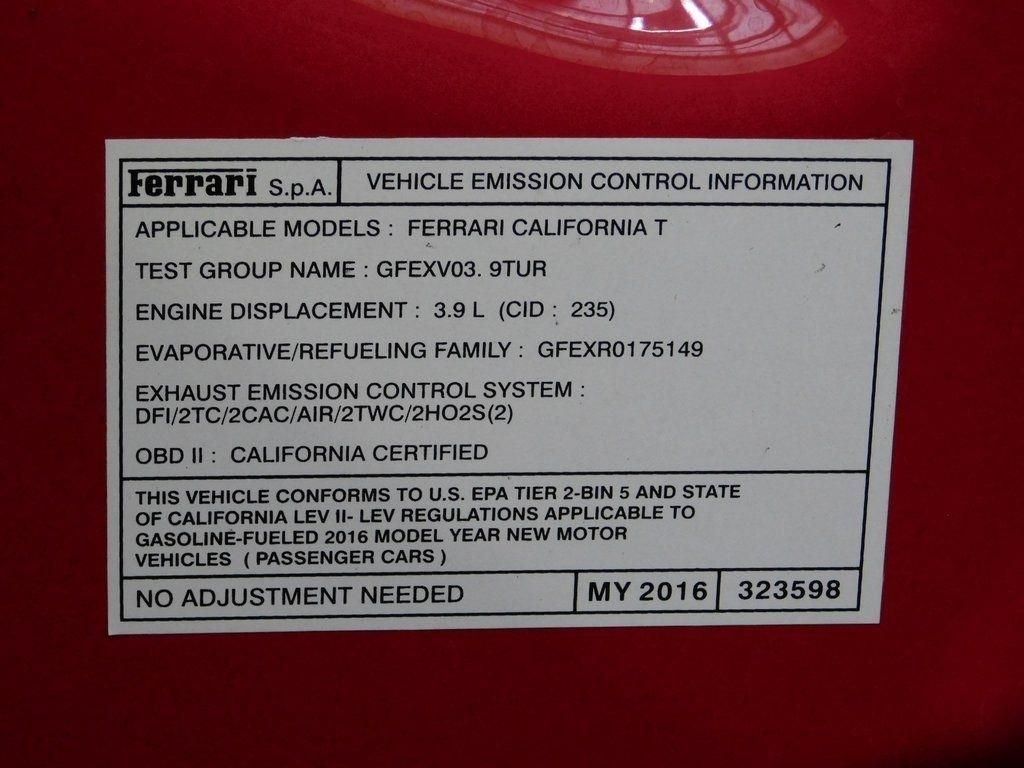 Ferrari S.p.A. VEHICLE EMISSION CONTROL INFORMATION
APPLICABLE MODELS : FERRARI CALIFORNIA T
TEST GROUP NAME : GFEXV03. 9TUR
ENGINE DISPLACEMENT : 3.9 L (CID : 235)
EVAPORATIVE/REFUELING FAMILY : GFEXR0175149
EXHAUST EMISSION CONTROL SYSTEM :
DFI/2TC/2CAC/AIR/2TWC/2HO2S(2)
OBD II : CALIFORNIA CERTIFIED
THIS VEHICLE CONFORMS TO U.S. EPA TIER 2-BIN 5 AND STATE
OF CALIFORNIA LEV II- LEV REGULATIONS APPLICABLE TO
GASOLINE-FUELED 2016 MODEL YEAR NEW MOTOR
VEHICLES ( PASSENGER CARS )
NO ADJUSTMENT NEEDED MY 2016 323598